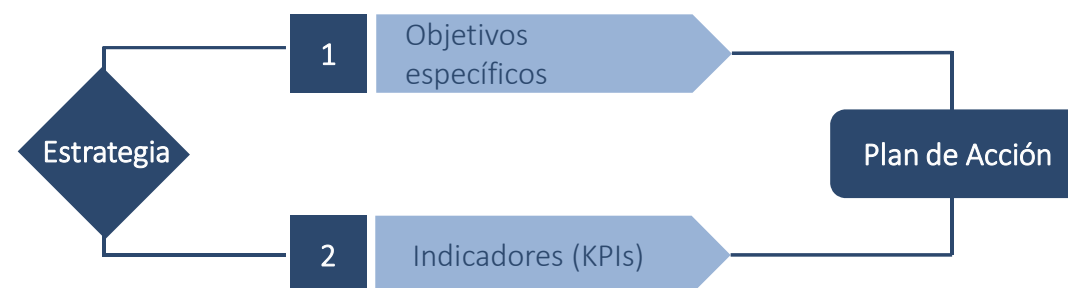 1
Objetivos
específicos
Estrategia
Plan de Acción
2
Indicadores (KPIs)